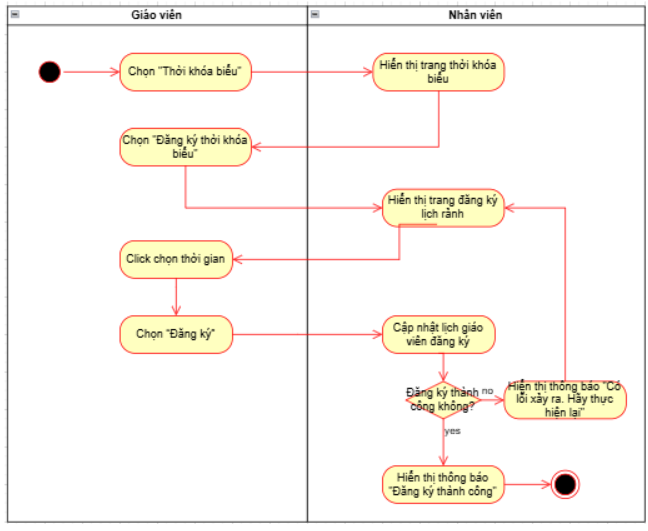 Giáo viên
Nhân viên
Chọn "Thời khóa biểu"
Hiển thị trang thời khóa
biểu
Chọn "Đăng ký thời khóa
biểu"
Hiển thị trang đăng ký
lịch rảnh
Click chọn thời gian
Chọn "Đăng ký"
Cập nhật lịch giáo
viên đăng ký
Đăng ký thành
công không?
no
Hiển thị thông báo "Có
lỗi xảy ra. Hãy thực
hiện lại"
yes
Hiển thị thông báo
"Đăng ký thành công"